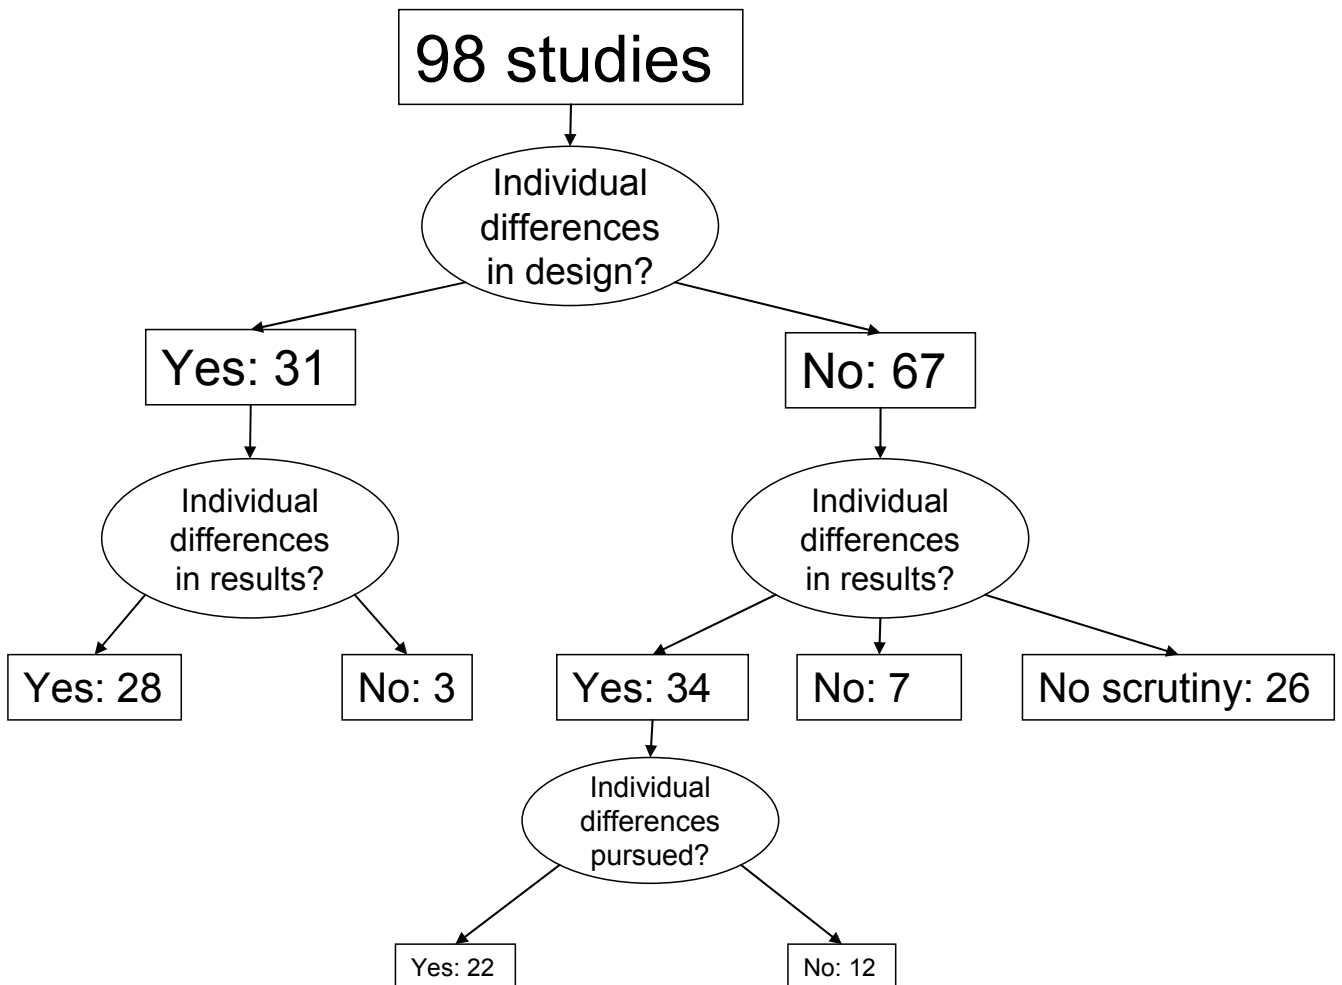 98 studies
Individual
differences
in design?
Yes: 31
No: 67
Individual
differences
in results?
Individual
differences
in results?
Yes: 28
No: 3
Yes: 34
No: 7
No scrutiny: 26
Individual
differences
pursued?
Yes: 22
No: 12